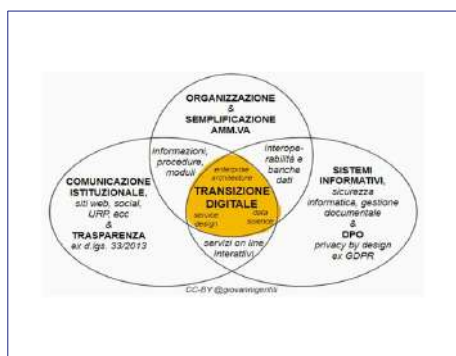 ORGANIZZAZIONE
&
SEMPLIFICAZIONE
AMM.VA
informazioni,
procedure,
moduli
interope-
rabilità e
banche
dati
enterprise
architecture
COMUNICAZIONE
ISTITUZIONALE,
siti web, social,
URP, ecc
&
TRASPARENZA
ex d.lgs. 33/2013
TRANSIZIONE
DIGITALE
service
design
data
science
SISTEMI
INFORMATIVI,
sicurezza
informatica, gestione
documentale
&
DPO
privacy by design
ex GDPR
servizi on line,
interattivi
CC-BY @giovannigentili